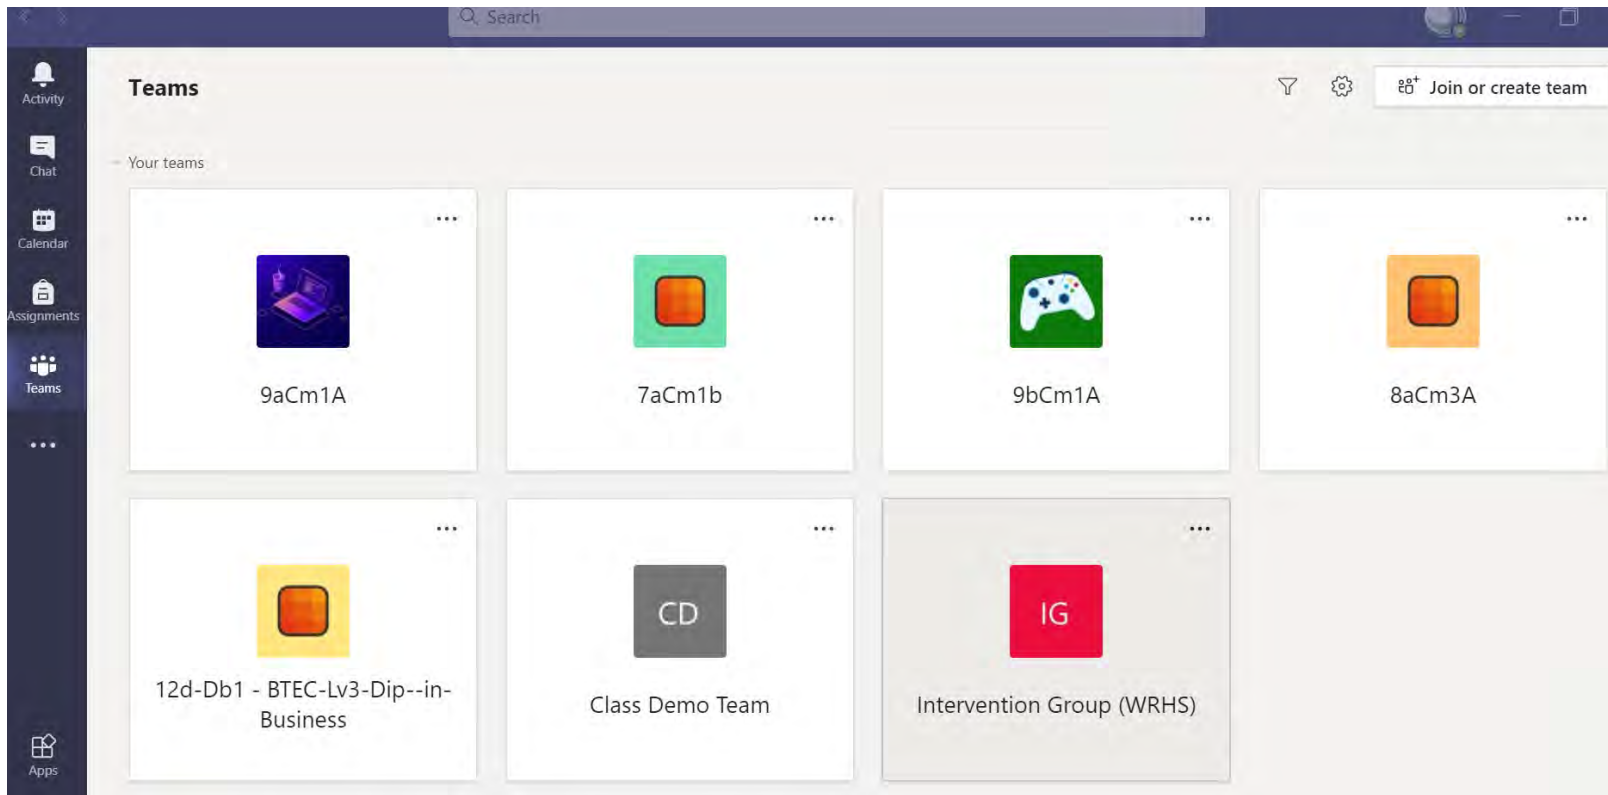 Search
Activity
Chat
Calendar
Assignments
Teams
Apps
Teams
Join or create team
Your teams
9aCm1A
7aCm1b
9bCm1A
8aCm3A
12d-Db1 - BTEC-Lv3-Dip--in-
Business
CD
Class Demo Team
IG
Intervention Group (WRHS)